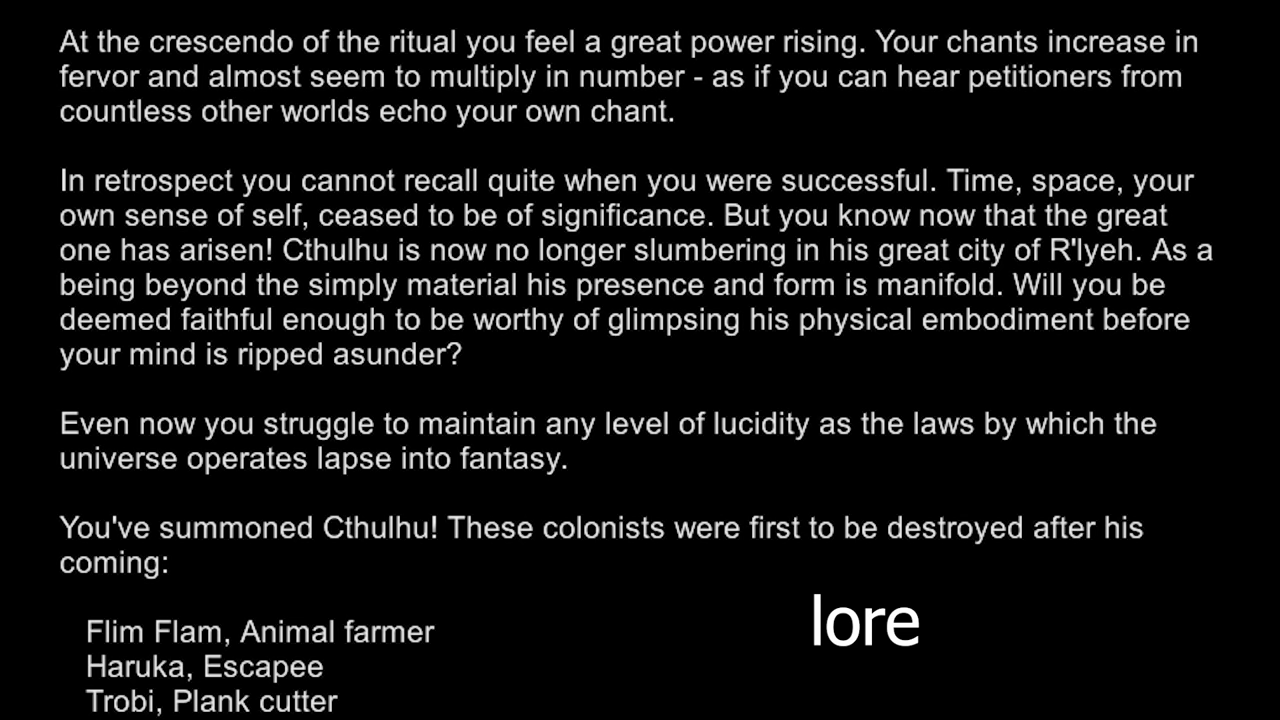 At the crescendo of the ritual you feel a great power rising. Your chants increase in
fervor and almost seem to multiply in number - as if you can hear petitioners from
countless other worlds echo your own chant.
In retrospect you cannot recall quite when you were successful. Time, space, your
own sense of self, ceased to be of significance. But you know now that the great
one has arisen! Cthulhu is now no longer slumbering in his great city of R'lyeh. As a
being beyond the simply material his presence and form is manifold. Will you be
deemed faithful enough to be worthy of glimpsing his physical embodiment before
your mind is ripped asunder?
Even now you struggle to maintain any level of lucidity as the laws by which the
universe operates lapse into fantasy.
You've summoned Cthulhu! These colonists were first to be destroyed after his
coming:
Flim Flam, Animal farmer
Haruka, Escapee
Trobi, Plank cutter
lore